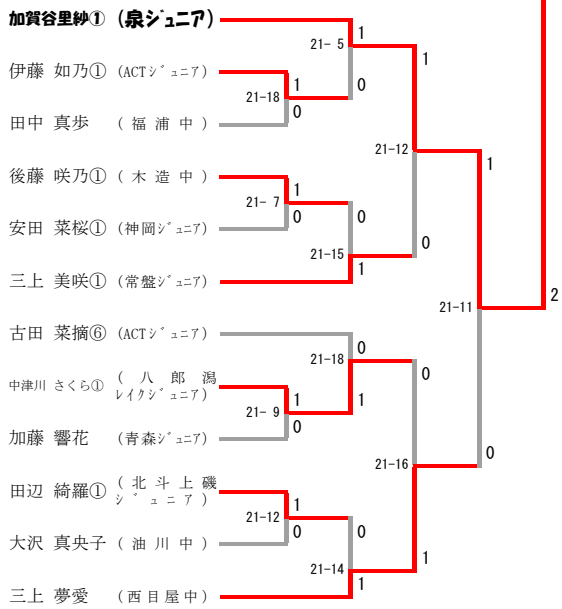 加賀谷里紗① (泉ジュニア)
1
21- 5
伊藤 如乃① (ACTジュニア)
1
0
1
21-18
0
田中 真歩 ( 福 浦 中 )
21-12
1
後藤 咲乃① ( 木 造 中 )
1
0
21- 7
0
安田 菜桜① (神岡ジュニア)
0
21-15
1
三上 美咲① (常盤ジュニア)
21-11
2
古田 菜摘⑥ (ACTジュニア)
0
21-18
0
中津川 さくら① ( 八 郎 潟
レイクジュニア)
1
1
21- 9
0
加藤 響花 (青森ジュニア)
21-16
0
田辺 綺羅① ( 北 斗 上 磯
ジ ュ ニ ア )
1
0
21-12
0
大沢 真央子 ( 油 川 中 )
1
21-14
1
三上 夢愛 (西目屋中)